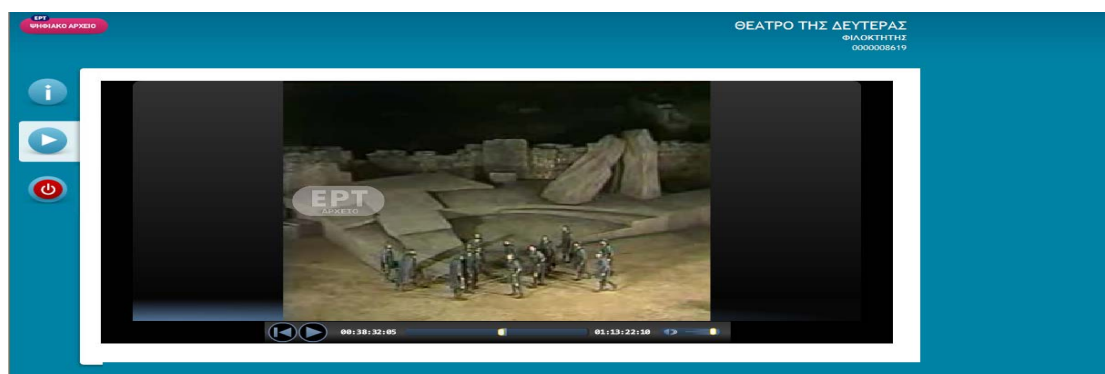 ΕΡΤ
ΨΗΦΙΑΚΟ ΑΡΧΕΙΟ
ΘΕΑΤΡΟ ΤΗΣ ΔΕΥΤΕΡΑΣ
ΦΙΛΟΚΤΗΤΗΣ
0000008619
i
ΕΡΤ
ΑΡΧΕΙΟ
00:38:32:05
01:13:22:10